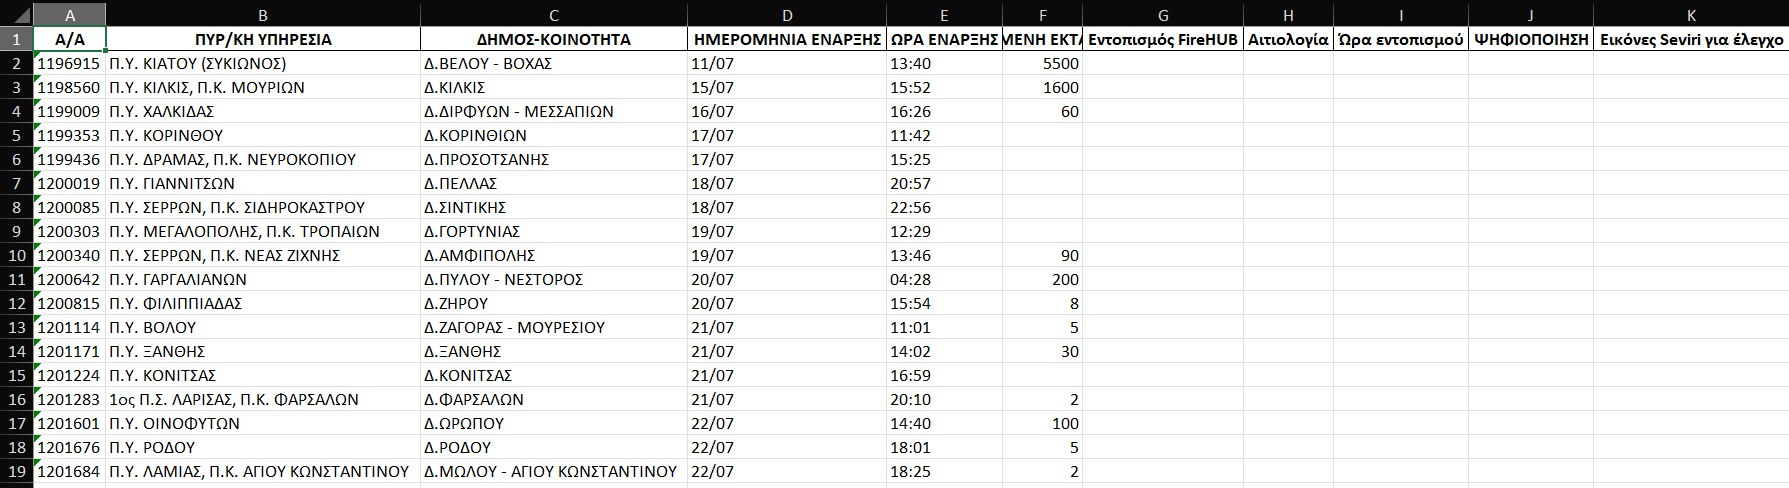 A B C D E F G H I J K
1 Α/Α ΠΥΡ/ΚΗ ΥΠΗΡΕΣΙΑ ΔΗΜΟΣ-ΚΟΙΝΟΤΗΤΑ ΗΜΕΡΟΜΗΝΙΑ ΕΝΑΡΞΗΣ ΩΡΑ ΕΝΑΡΞΗΣ ΜΕΝΗ ΕΚΤΑ Εντοπισμός FireHUB Αιτιολογία Ώρα εντοπισμού ΨΗΦΙΟΠΟΙΗΣΗ Εικόνες Seviri για έλεγχο
2 1196915 Π.Υ. ΚΙΑΤΟΥ (ΣΥΚΙΩΝΟΣ) Δ.ΒΕΛΟΥ - ΒΟΧΑΣ 11/07 13:40 5500
3 1198560 Π.Υ. ΚΙΛΚΙΣ, Π.Κ. ΜΟΥΡΙΩΝ Δ.ΚΙΛΚΙΣ 15/07 15:52 1600
4 1199009 Π.Υ. ΧΑΛΚΙΔΑΣ Δ.ΔΙΡΦΥΩΝ - ΜΕΣΣΑΠΙΩΝ 16/07 16:26 60
5 1199353 Π.Υ. ΚΟΡΙΝΘΟΥ Δ.ΚΟΡΙΝΘΙΩΝ 17/07 11:42
6 1199436 Π.Υ. ΔΡΑΜΑΣ, Π.Κ. ΝΕΥΡΟΚΟΠΙΟΥ Δ.ΠΡΟΣΟΤΣΑΝΗΣ 17/07 15:25
7 1200019 Π.Υ. ΓΙΑΝΝΙΤΣΩΝ Δ.ΠΕΛΛΑΣ 18/07 20:57
8 1200085 Π.Υ. ΣΕΡΡΩΝ, Π.Κ. ΣΙΔΗΡΟΚΑΣΤΡΟΥ Δ.ΣΙΝΤΙΚΗΣ 18/07 22:56
9 1200303 Π.Υ. ΜΕΓΑΛΟΠΟΛΗΣ, Π.Κ. ΤΡΟΠΑΙΩΝ Δ.ΓΟΡΤΥΝΙΑΣ 19/07 12:29
10 1200340 Π.Υ. ΣΕΡΡΩΝ, Π.Κ. ΝΕΑΣ ΖΙΧΝΗΣ Δ.ΑΜΦΙΠΟΛΗΣ 19/07 13:46 90
11 1200642 Π.Υ. ΓΑΡΓΑΛΙΑΝΩΝ Δ.ΠΥΛΟΥ - ΝΕΣΤΟΡΟΣ 20/07 04:28 200
12 1200815 Π.Υ. ΦΙΛΙΠΠΙΑΔΑΣ Δ.ΖΗΡΟΥ 20/07 15:54 8
13 1201114 Π.Υ. ΒΟΛΟΥ Δ.ΖΑΓΟΡΑΣ - ΜΟΥΡΕΣΙΟΥ 21/07 11:01 5
14 1201171 Π.Υ. ΞΑΝΘΗΣ Δ.ΞΑΝΘΗΣ 21/07 14:02 30
15 1201224 Π.Υ. ΚΟΝΙΤΣΑΣ Δ.ΚΟΝΙΤΣΑΣ 21/07 16:59
16 1201283 1ος Π.Σ. ΛΑΡΙΣΑΣ, Π.Κ. ΦΑΡΣΑΛΩΝ Δ.ΦΑΡΣΑΛΩΝ 21/07 20:10 2
17 1201601 Π.Υ. ΟΙΝΟΦΥΤΩΝ Δ.ΩΡΩΠΟΥ 22/07 14:40 100
18 1201676 Π.Υ. ΡΟΔΟΥ Δ.ΡΟΔΟΥ 22/07 18:01 5
19 1201684 Π.Υ. ΛΑΜΙΑΣ, Π.Κ. ΑΓΙΟΥ ΚΩΝΣΤΑΝΤΙΝΟΥ Δ.ΜΩΛΟΥ - ΑΓΙΟΥ ΚΩΝΣΤΑΝΤΙΝΟΥ 22/07 18:25 2